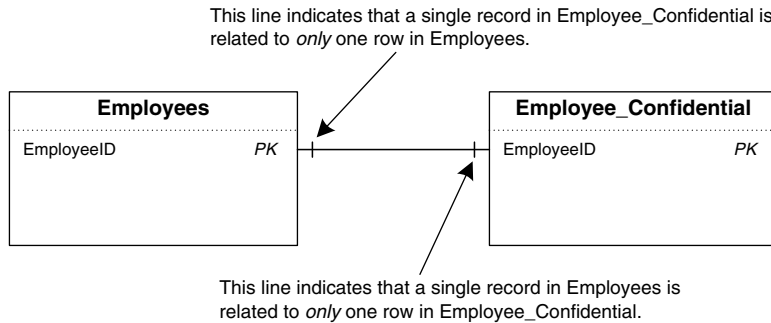 This line indicates that a single record in Employee_Confidential is
related to only one row in Employees.
Employees
EmployeeID PK
Employee_Confidential
EmployeeID PK
This line indicates that a single record in Employees is
related to only one row in Employee_Confidential.